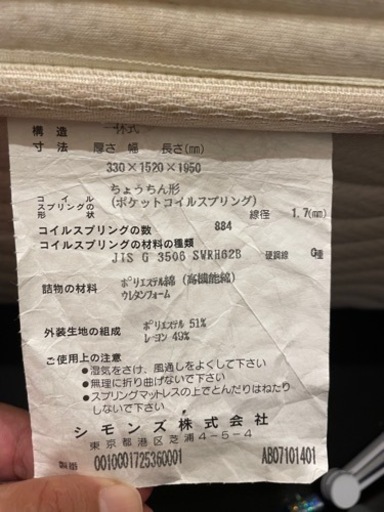 構造 一体式
寸法 厚さ 幅 長さ(mm)
330×1520×1950
コイルスプリングの形状 ちょうちん形(ポケットコイルスプリング) 線径 1.7(mm)
コイルスプリングの数 884
コイルスプリングの材料の種類
JIS G 3506 SWRH62B 硬鋼線 C種
詰物の材料 ポリエステル綿(高機能綿)
ウレタンフォーム
外装生地の組成 ポリエステル 51%
レーヨン 49%
ご使用上の注意
●湿気をさけ、風通しをよくして下さい
●無理に折り曲げないで下さい
●スプリングマットレスの上でとんだりはねたり
しないで下さい
シモンズ株式会社
東京都港区芝浦4-5-4
製番 0010C01725360001 AB07101401